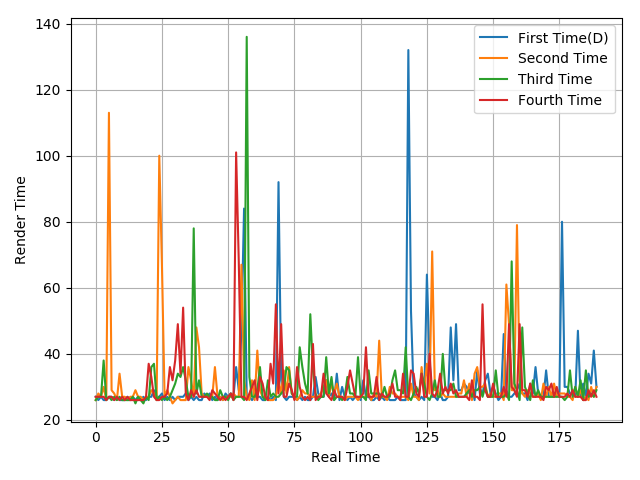 140
120
100
80
60
40
20
Render Time
0
25
50
75
100
125
150
175
Real Time
First Time(D)
Second Time
Third Time
Fourth Time